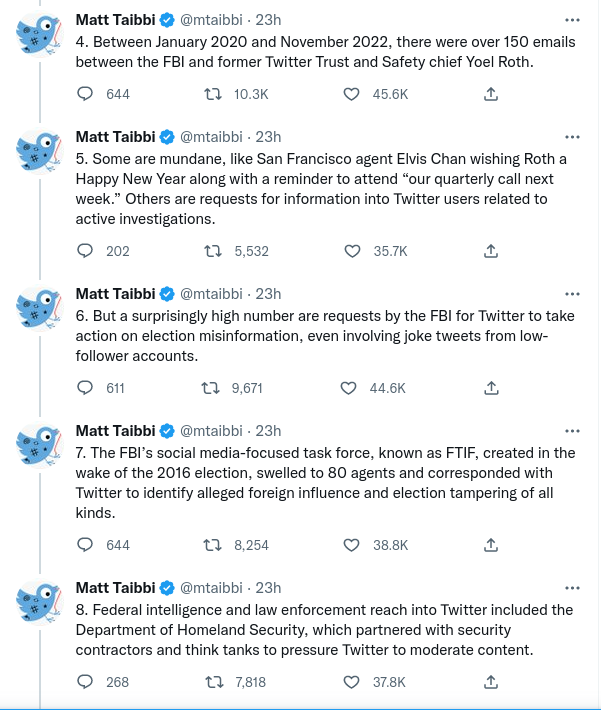 Matt Taibbi @mtaibbi · 23h
4. Between January 2020 and November 2022, there were over 150 emails
between the FBI and former Twitter Trust and Safety chief Yoel Roth.
644 10.3K 45.6K
Matt Taibbi @mtaibbi · 23h
5. Some are mundane, like San Francisco agent Elvis Chan wishing Roth a
Happy New Year along with a reminder to attend “our quarterly call next
week.” Others are requests for information into Twitter users related to
active investigations.
202 5,532 35.7K
Matt Taibbi @mtaibbi · 23h
6. But a surprisingly high number are requests by the FBI for Twitter to take
action on election misinformation, even involving joke tweets from low-
follower accounts.
611 9,671 44.6K
Matt Taibbi @mtaibbi · 23h
7. The FBI’s social media-focused task force, known as FTIF, created in the
wake of the 2016 election, swelled to 80 agents and corresponded with
Twitter to identify alleged foreign influence and election tampering of all
kinds.
644 8,254 38.8K
Matt Taibbi @mtaibbi · 23h
8. Federal intelligence and law enforcement reach into Twitter included the
Department of Homeland Security, which partnered with security
contractors and think tanks to pressure Twitter to moderate content.
268 7,818 37.8K